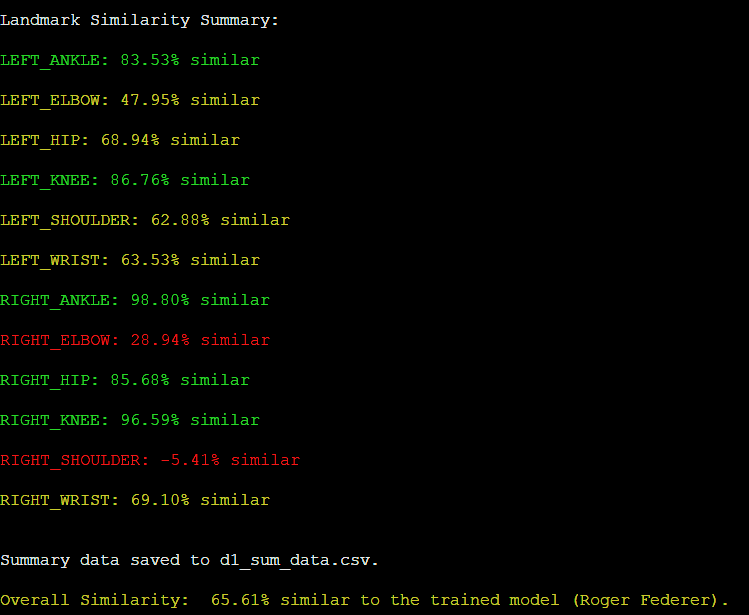 Landmark Similarity Summary:
LEFT_ANKLE: 83.53% similar
LEFT_ELBOW: 47.95% similar
LEFT_HIP: 68.94% similar
LEFT_KNEE: 86.76% similar
LEFT_SHOULDER: 62.88% similar
LEFT_WRIST: 63.53% similar
RIGHT_ANKLE: 98.80% similar
RIGHT_ELBOW: 28.94% similar
RIGHT_HIP: 85.68% similar
RIGHT_KNEE: 96.59% similar
RIGHT_SHOULDER: -5.41% similar
RIGHT_WRIST: 69.10% similar
Summary data saved to d1_sum_data.csv.
Overall Similarity:  65.61% similar to the trained model (Roger Federer).